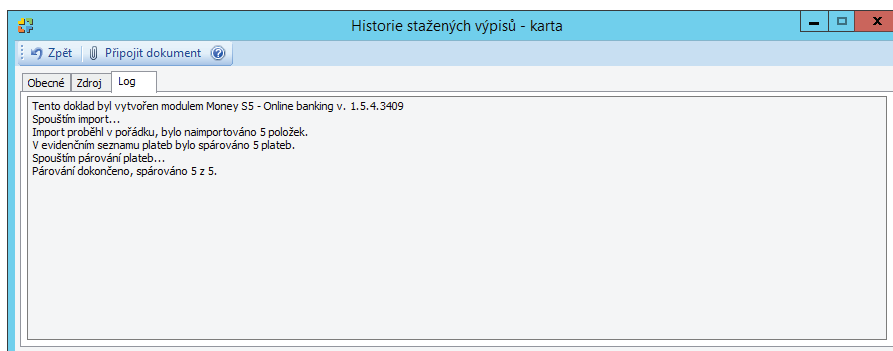 Historie stažených výpisů - karta
Zpět Připojit dokument
Obecné Zdroj Log
Tento doklad byl vytvořen modulem Money S5 - Online banking v. 1.5.4.3409
Spouštím import...
Import proběhl v pořádku, bylo naimportováno 5 položek.
V evidenčním seznamu plateb bylo spárováno 5 plateb.
Spouštím párování plateb...
Párování dokončeno, spárováno 5 z 5.